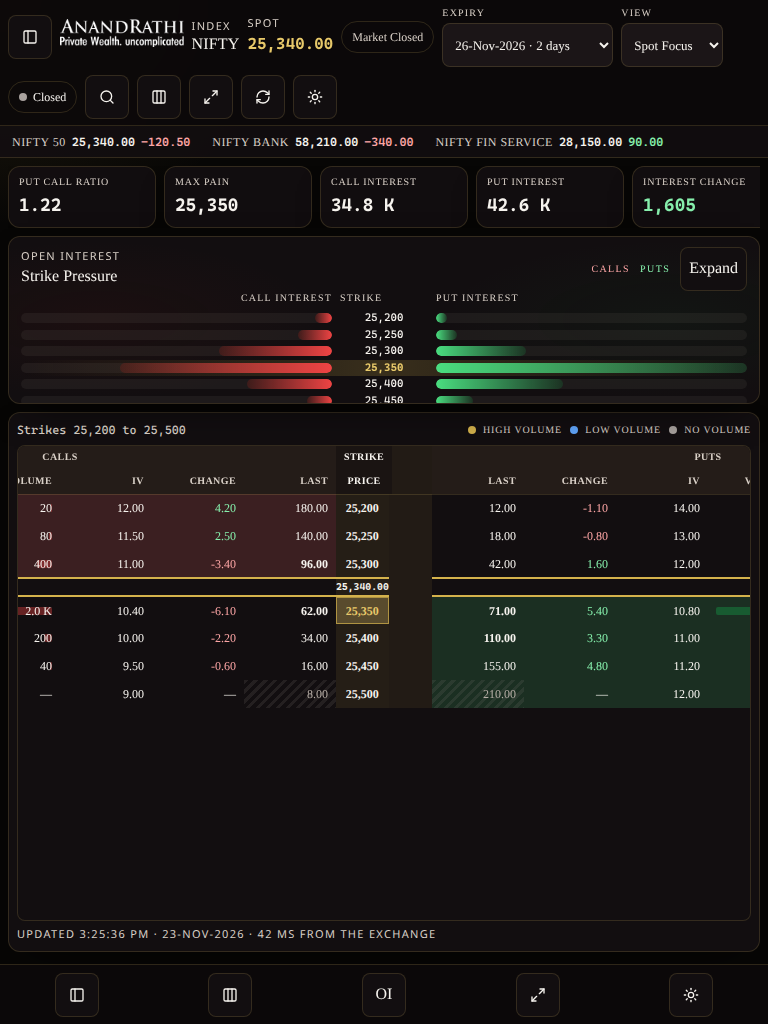 ANANDRATHI
Private Wealth. uncomplicated
INDEX
NIFTY
SPOT
25,340.00
Market Closed
EXPIRY
26-Nov-2026 · 2 days
VIEW
Spot Focus
Closed
NIFTY 50 25,340.00 −120.50 NIFTY BANK 58,210.00 −340.00 NIFTY FIN SERVICE 28,150.00 90.00
PUT CALL RATIO
1.22
MAX PAIN
25,350
CALL INTEREST
34.8 K
PUT INTEREST
42.6 K
INTEREST CHANGE
1,605
OPEN INTEREST
Strike Pressure
CALLS PUTS Expand
CALL INTEREST STRIKE PUT INTEREST
25,200
25,250
25,300
25,350
25,400
25,450
Strikes 25,200 to 25,500 HIGH VOLUME LOW VOLUME NO VOLUME
CALLS STRIKE PUTS
OLUME IV CHANGE LAST PRICE LAST CHANGE IV V
20 12.00 4.20 180.00 25,200 12.00 -1.10 14.00
80 11.50 2.50 140.00 25,250 18.00 -0.80 13.00
400 11.00 -3.40 96.00 25,300 42.00 1.60 12.00
25,340.00
2.0 K 10.40 -6.10 62.00 25,350 71.00 5.40 10.80
200 10.00 -2.20 34.00 25,400 110.00 3.30 11.00
40 9.50 -0.60 16.00 25,450 155.00 4.80 11.20
— 9.00 — 8.00 25,500 210.00 — 12.00
UPDATED 3:25:36 PM · 23-NOV-2026 · 42 MS FROM THE EXCHANGE
OI